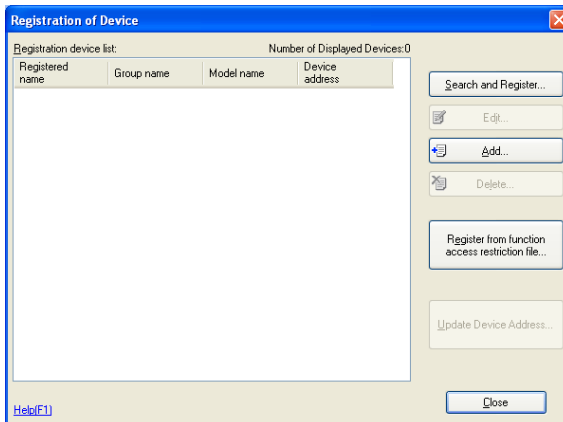 Registration of Device
Registration device list:
Number of Displayed Devices:0
Registered name
Group name
Model name
Device address
Search and Register...
Edit...
Add...
Delete...
Register from function
access restriction file...
Update Device Address...
Close
Help(F1)